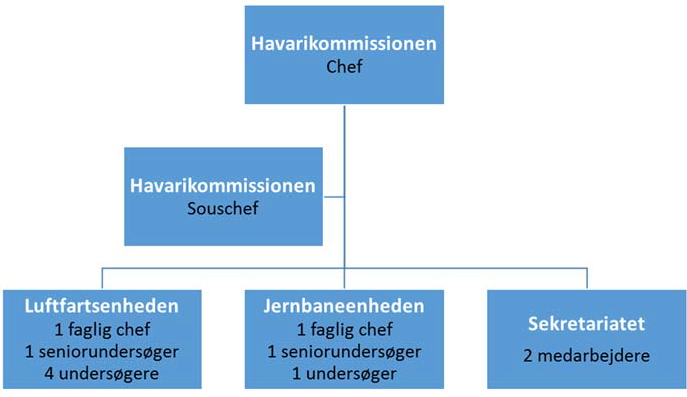 Havarikommissionen
Chef
Havarikommissionen
Souschef
Luftfartsenheden
1 faglig chef
1 seniorundersøger
4 undersøgere
Jernbaneenheden
1 faglig chef
1 seniorundersøger
1 undersøger
Sekretariatet
2 medarbejdere